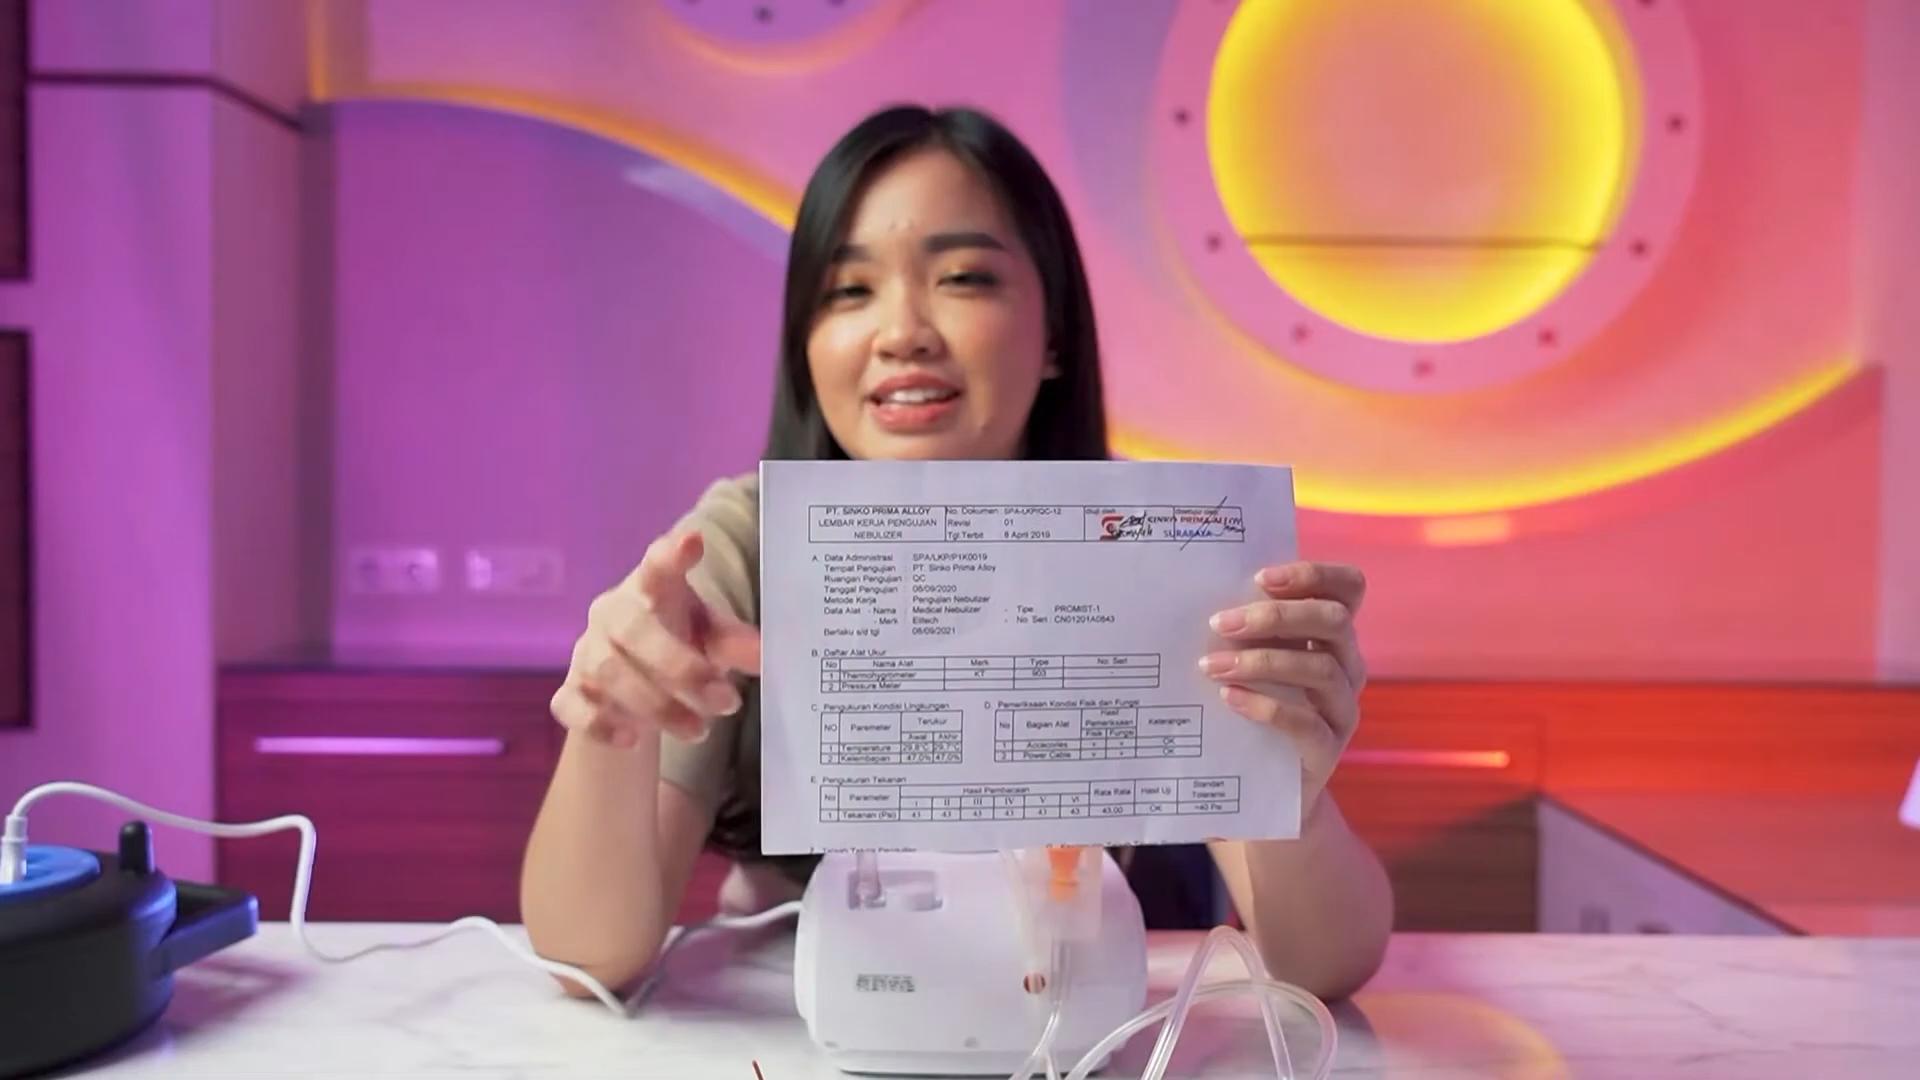 PT. SINKO PRIMA ALLOY
LEMBAR KERJA PENGUJIAN
NEBULIZER
No. Dokumen : SPA-LKP/QC-12
Revisi 01
Tgl.Terbit 8 April 2019
SINKO PRIMA ALLOY
SURABAYA
A. Data Administrasi : SPA/LKP/P1K0019
Tempat Pengujian : PT. Sinko Prima Alloy
Ruangan Pengujian : QC
Tanggal Pengujian : 08/09/2020
Metode Kerja : Pengujian Nebulizer
Data Alat - Nama : Medical Nebulizer - Tipe : PROMIST-1
- Merk : Elitech - No. Seri : CN01201A0843
Berlaku s/d tgl : 08/09/2021
B. Daftar Alat Ukur
No Nama Alat Merk Type No. Seri
1 Thermohygrometer KT 903 -
2 Pressure Meter
C. Pengukuran Kondisi Lingkungan
NO Parameter Terukur
Awal Akhir
1 Temperature 29.8°C 29.7°C
2 Kelembapan 47.0% 47.0%
D. Pemeriksaan Kondisi Fisik dan Fungsi
No Bagian Alat Hasil Pemeriksaan Keterangan
Fisik Fungsi
1 Accecories OK
2 Power Cable OK
E. Pengukuran Tekanan
No Parameter Hasil Pembacaan Rata Rata Hasil Uji Standart Toleransi
I II III IV V VI
1 Tekanan (Psi) 43 43 43 43 43 43 43.00 OK >40 Psi